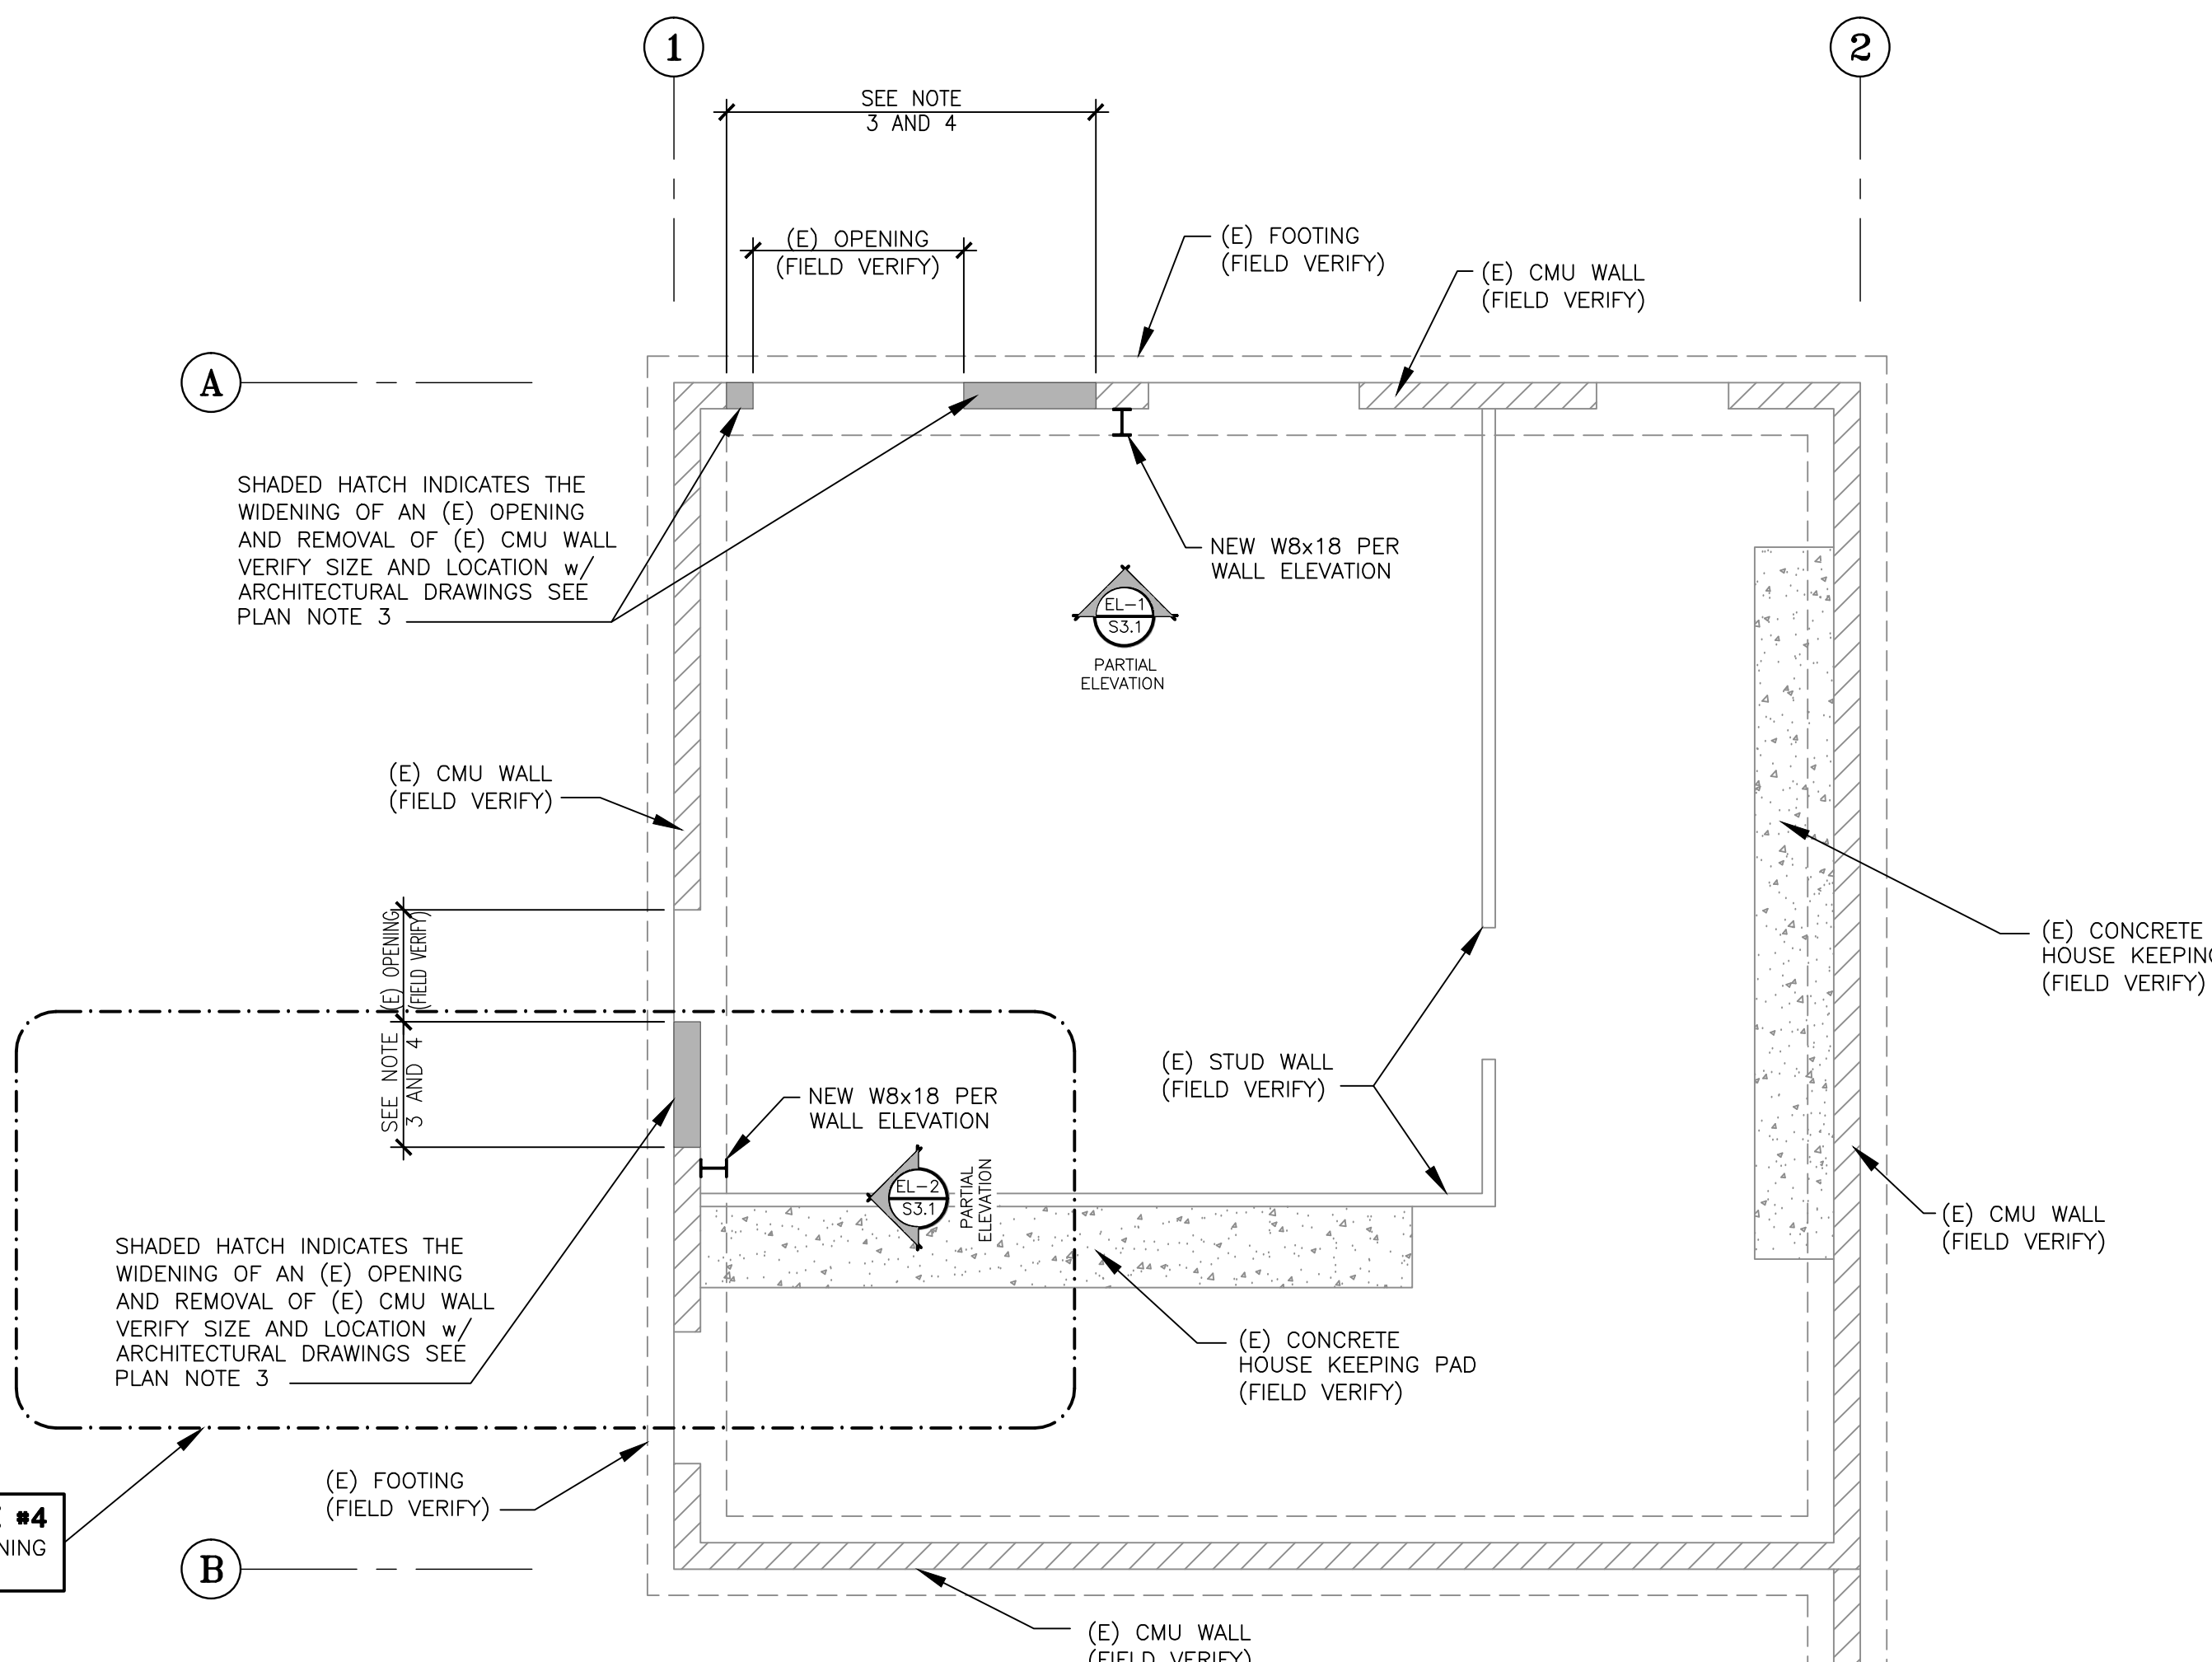 1
2
SEE NOTE
3 AND 4
(E) OPENING
(FIELD VERIFY)
(E) FOOTING
(FIELD VERIFY)
(E) CMU WALL
(FIELD VERIFY)
A
SHADED HATCH INDICATES THE
WIDENING OF AN (E) OPENING
AND REMOVAL OF (E) CMU WALL
VERIFY SIZE AND LOCATION w/
ARCHITECTURAL DRAWINGS SEE
PLAN NOTE 3
NEW W8x18 PER
WALL ELEVATION
EL-1
S3.1
PARTIAL
ELEVATION
(E) CMU WALL
(FIELD VERIFY)
(E) OPENING
(FIELD VERIFY)
(E) CONCRETE
HOUSE KEEPING
(FIELD VERIFY)
SEE NOTE
3 AND 4
(E) STUD WALL
(FIELD VERIFY)
NEW W8x18 PER
WALL ELEVATION
EL-2
S3.1
PARTIAL
ELEVATION
(E) CMU WALL
(FIELD VERIFY)
SHADED HATCH INDICATES THE
WIDENING OF AN (E) OPENING
AND REMOVAL OF (E) CMU WALL
VERIFY SIZE AND LOCATION w/
ARCHITECTURAL DRAWINGS SEE
PLAN NOTE 3
(E) CONCRETE
HOUSE KEEPING PAD
(FIELD VERIFY)
(E) FOOTING
(FIELD VERIFY)
#4
B
(E) CMU WALL
(FIELD VERIFY)